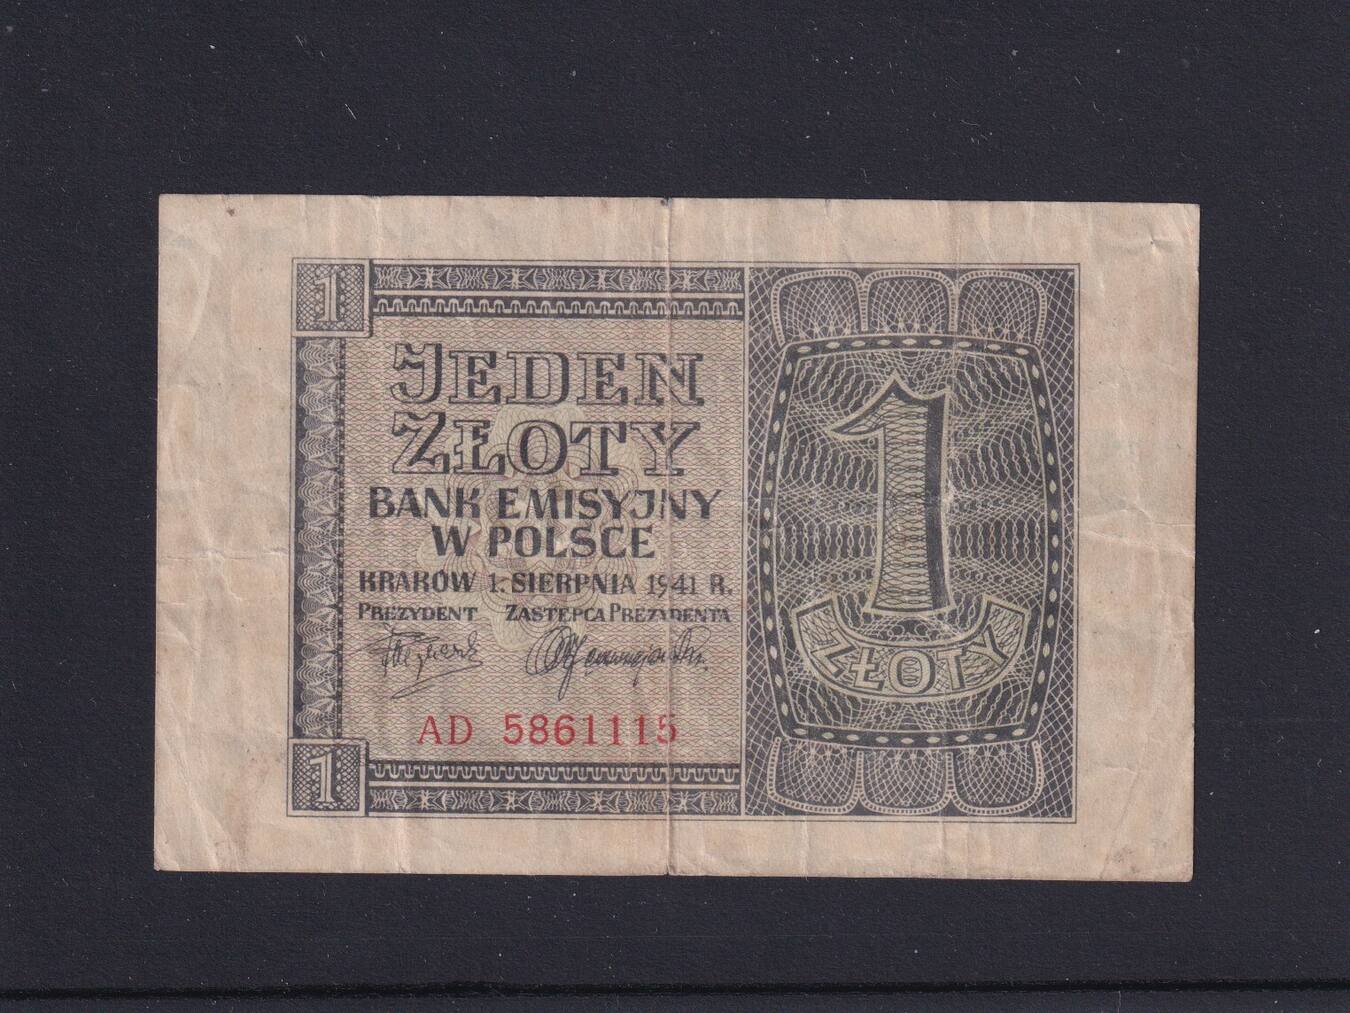 1
JEDEN
ZŁOTY
BANK EMISYJNY
W POLSCE
KRAKÓW 1. SIERPNIA 1941 R.
PREZYDENT ZASTĘPCA PREZYDENTA
AD 5861115
1
1
ZŁOTY